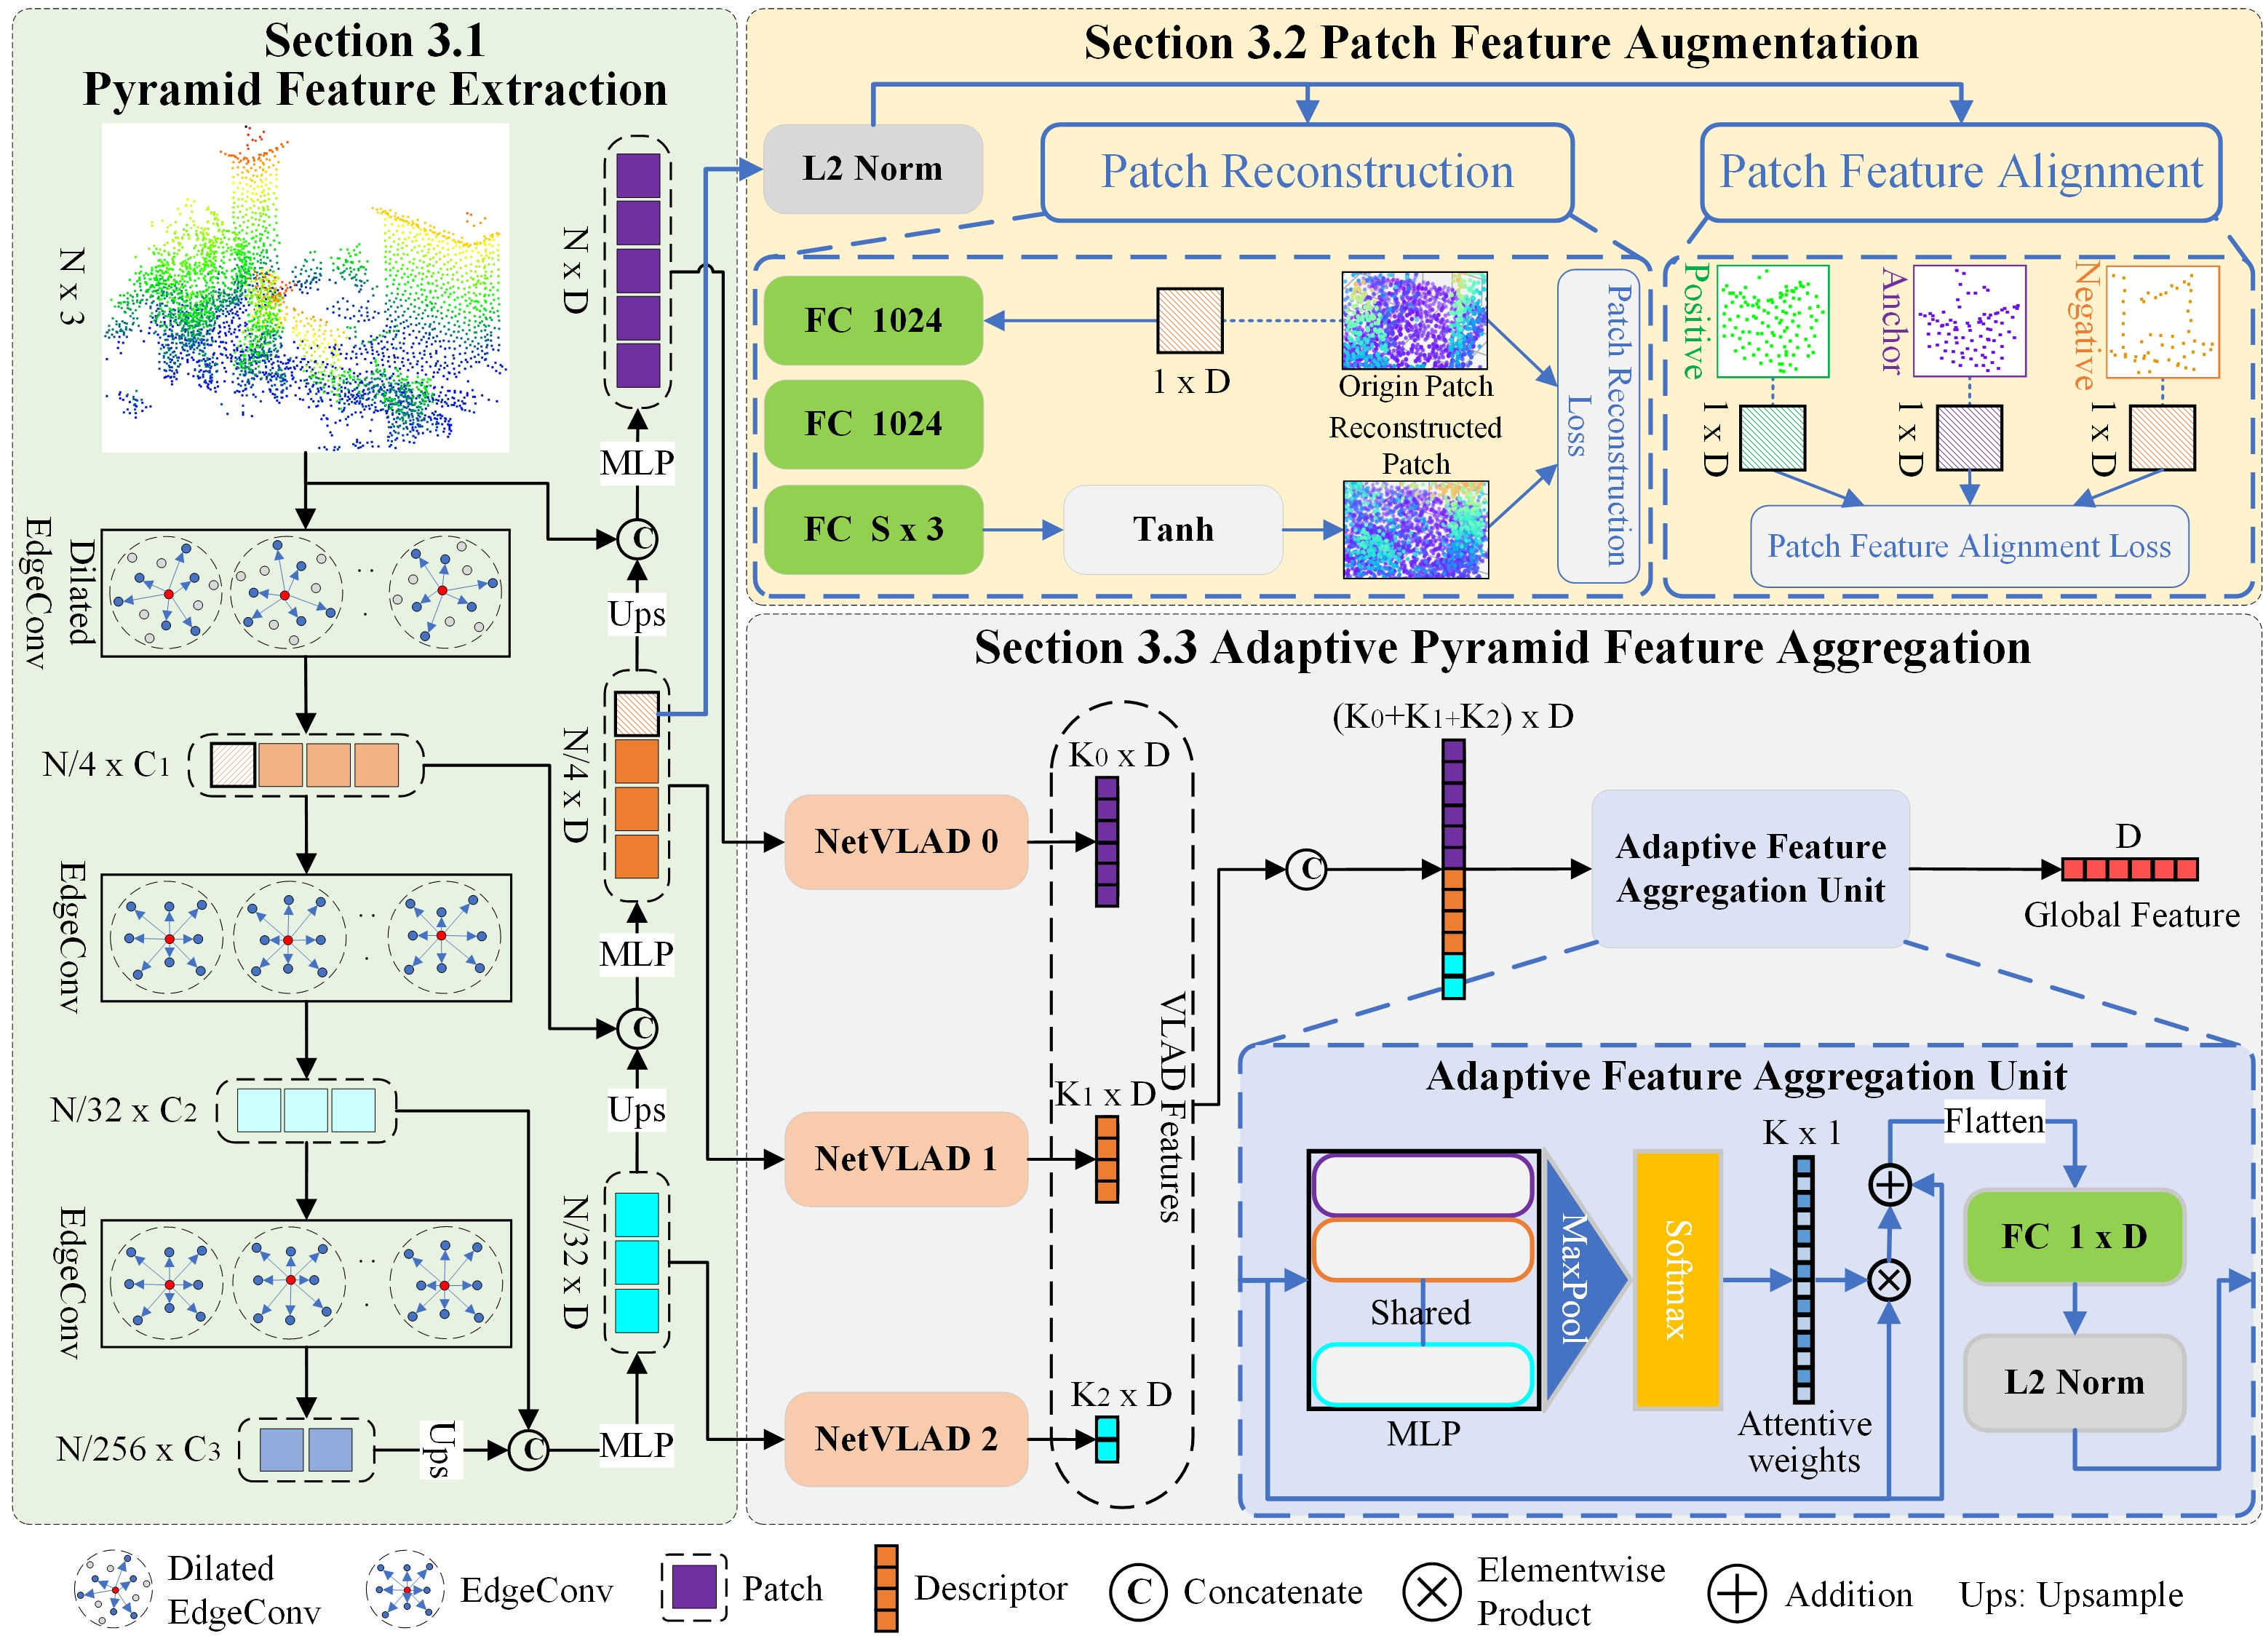 Section 3.1
Pyramid Feature Extraction
N x 3
Dilated
EdgeConv
N/4 x C1
EdgeConv
N/32 x C2
EdgeConv
N/256 x C3
Ups
C
MLP
N/32 x D
Ups
C
MLP
N/4 x D
Ups
C
MLP
N x D
Section 3.2 Patch Feature Augmentation
L2 Norm
Patch Reconstruction
Patch Feature Alignment
FC 1024
FC 1024
FC S x 3
Tanh
1 x D
Origin Patch
Reconstructed
Patch
Patch Reconstruction
Loss
Positive
Anchor
Negative
1 x D
1 x D
1 x D
Patch Feature Alignment Loss
Section 3.3 Adaptive Pyramid Feature Aggregation
NetVLAD 0
NetVLAD 1
NetVLAD 2
K0 x D
K1 x D
K2 x D
VLAD Features
C
(K0+K1+K2) x D
Adaptive Feature
Aggregation Unit
D
Global Feature
Adaptive Feature Aggregation Unit
Shared
MLP
MaxPool
Softmax
K x 1
Attentive
weights
Flatten
FC 1 x D
L2 Norm
Dilated
EdgeConv
EdgeConv
Patch
Descriptor
C
Concatenate
Elementwise
Product
Addition
Ups: Upsample